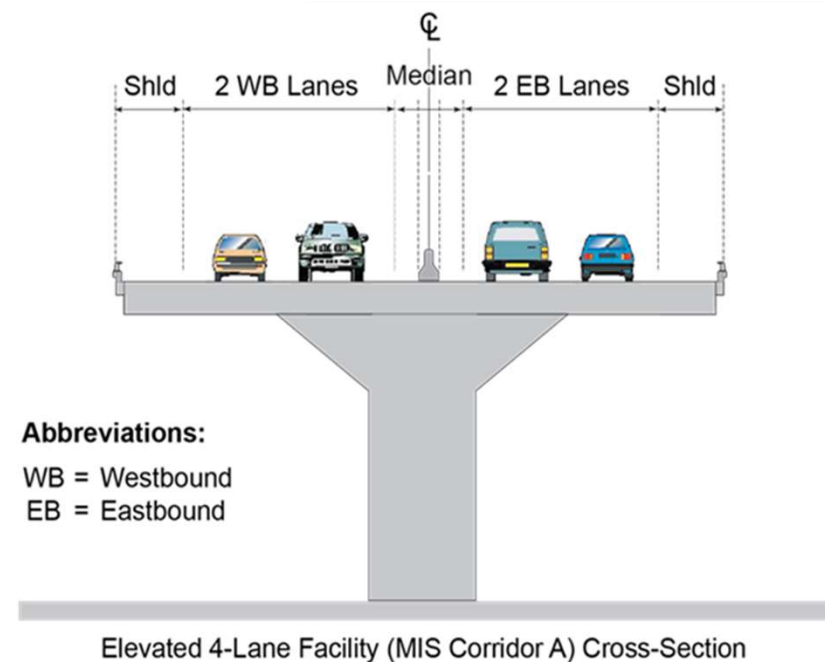 ℄
Shld
2 WB Lanes
Median
2 EB Lanes
Shld
Abbreviations:
WB = Westbound
EB = Eastbound
Elevated 4-Lane Facility (MIS Corridor A) Cross-Section